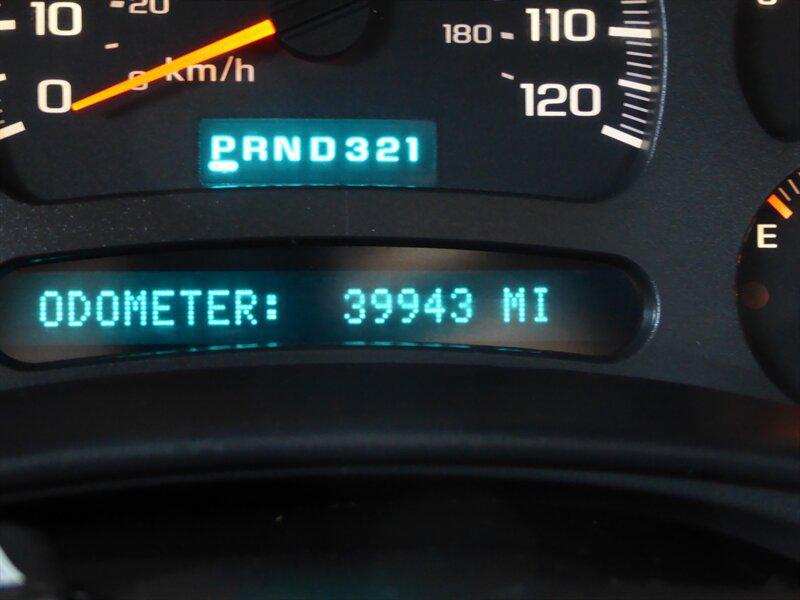 10 20 180 110
0 km/h 120
PRND321
E
ODOMETER: 39943 MI